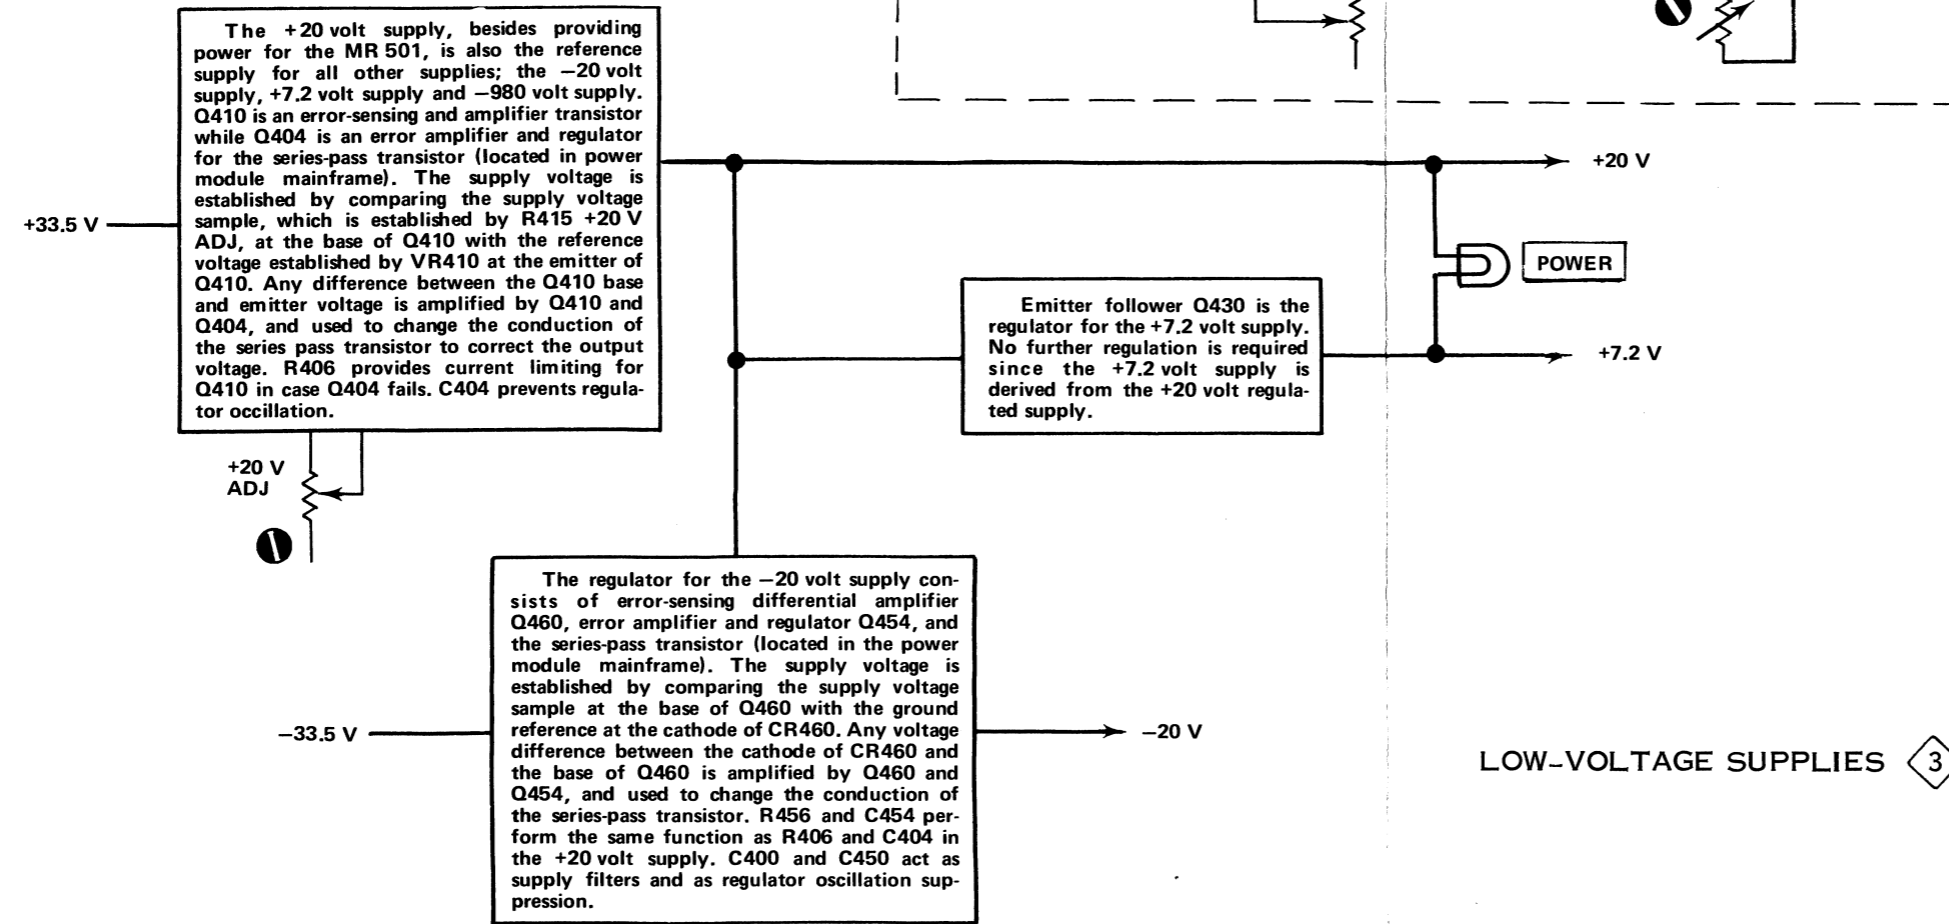 The +20 volt supply, besides providing
power for the MR 501, is also the reference
supply for all other supplies; the −20 volt
supply, +7.2 volt supply and −980 volt supply.
Q410 is an error-sensing and amplifier transistor
while Q404 is an error amplifier and regulator
for the series-pass transistor (located in power
module mainframe). The supply voltage is
established by comparing the supply voltage
sample, which is established by R415 +20 V
ADJ, at the base of Q410 with the reference
voltage established by VR410 at the emitter of
Q410. Any difference between the Q410 base
and emitter voltage is amplified by Q410 and
Q404, and used to change the conduction of
the series pass transistor to correct the output
voltage. R406 provides current limiting for
Q410 in case Q404 fails. C404 prevents regula-
tor occillation.
+33.5 V
+20 V
ADJ
+20 V
POWER
Emitter follower Q430 is the
regulator for the +7.2 volt supply.
No further regulation is required
since the +7.2 volt supply is
derived from the +20 volt regula-
ted supply.
+7.2 V
The regulator for the −20 volt supply con-
sists of error-sensing differential amplifier
Q460, error amplifier and regulator Q454, and
the series-pass transistor (located in the power
module mainframe). The supply voltage is
established by comparing the supply voltage
sample at the base of Q460 with the ground
reference at the cathode of CR460. Any voltage
difference between the cathode of CR460 and
the base of Q460 is amplified by Q460 and
Q454, and used to change the conduction of
the series-pass transistor. R456 and C454 per-
form the same function as R406 and C404 in
the +20 volt supply. C400 and C450 act as
supply filters and as regulator oscillation sup-
pression.
−33.5 V
−20 V
LOW-VOLTAGE SUPPLIES 3